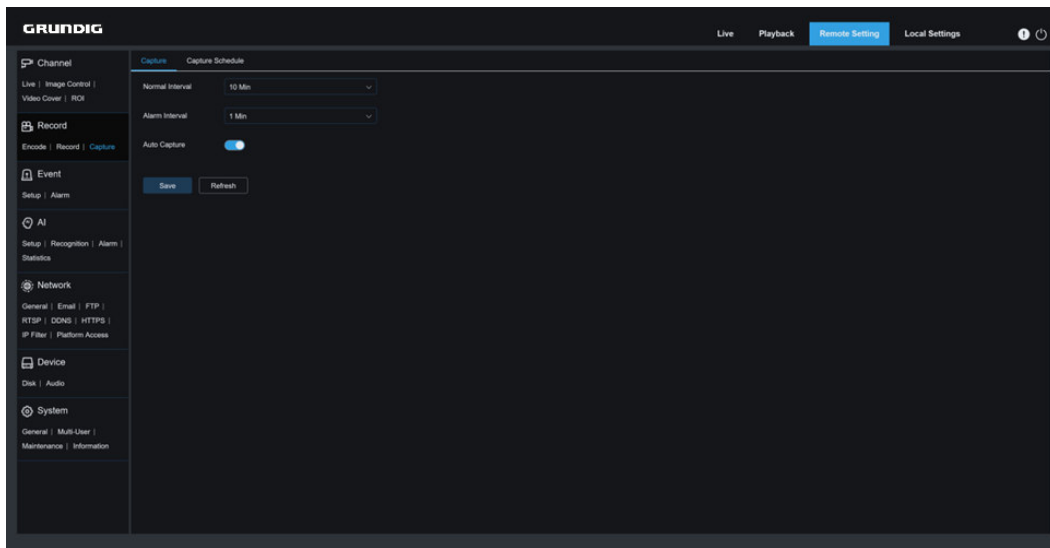 GRUNDIG
Live Playback Remote Setting Local Settings
Channel
Live | Image Control |
Video Cover | ROI
Record
Encode | Record | Capture
Event
Setup | Alarm
AI
Setup | Recognition | Alarm |
Statistics
Network
General | Email | FTP |
RTSP | DDNS | HTTPS |
IP Filter | Platform Access
Device
Disk | Audio
System
General | Multi-User |
Maintenance | Information
Capture Capture Schedule
Normal Interval 10 Min
Alarm Interval 1 Min
Auto Capture
Save Refresh